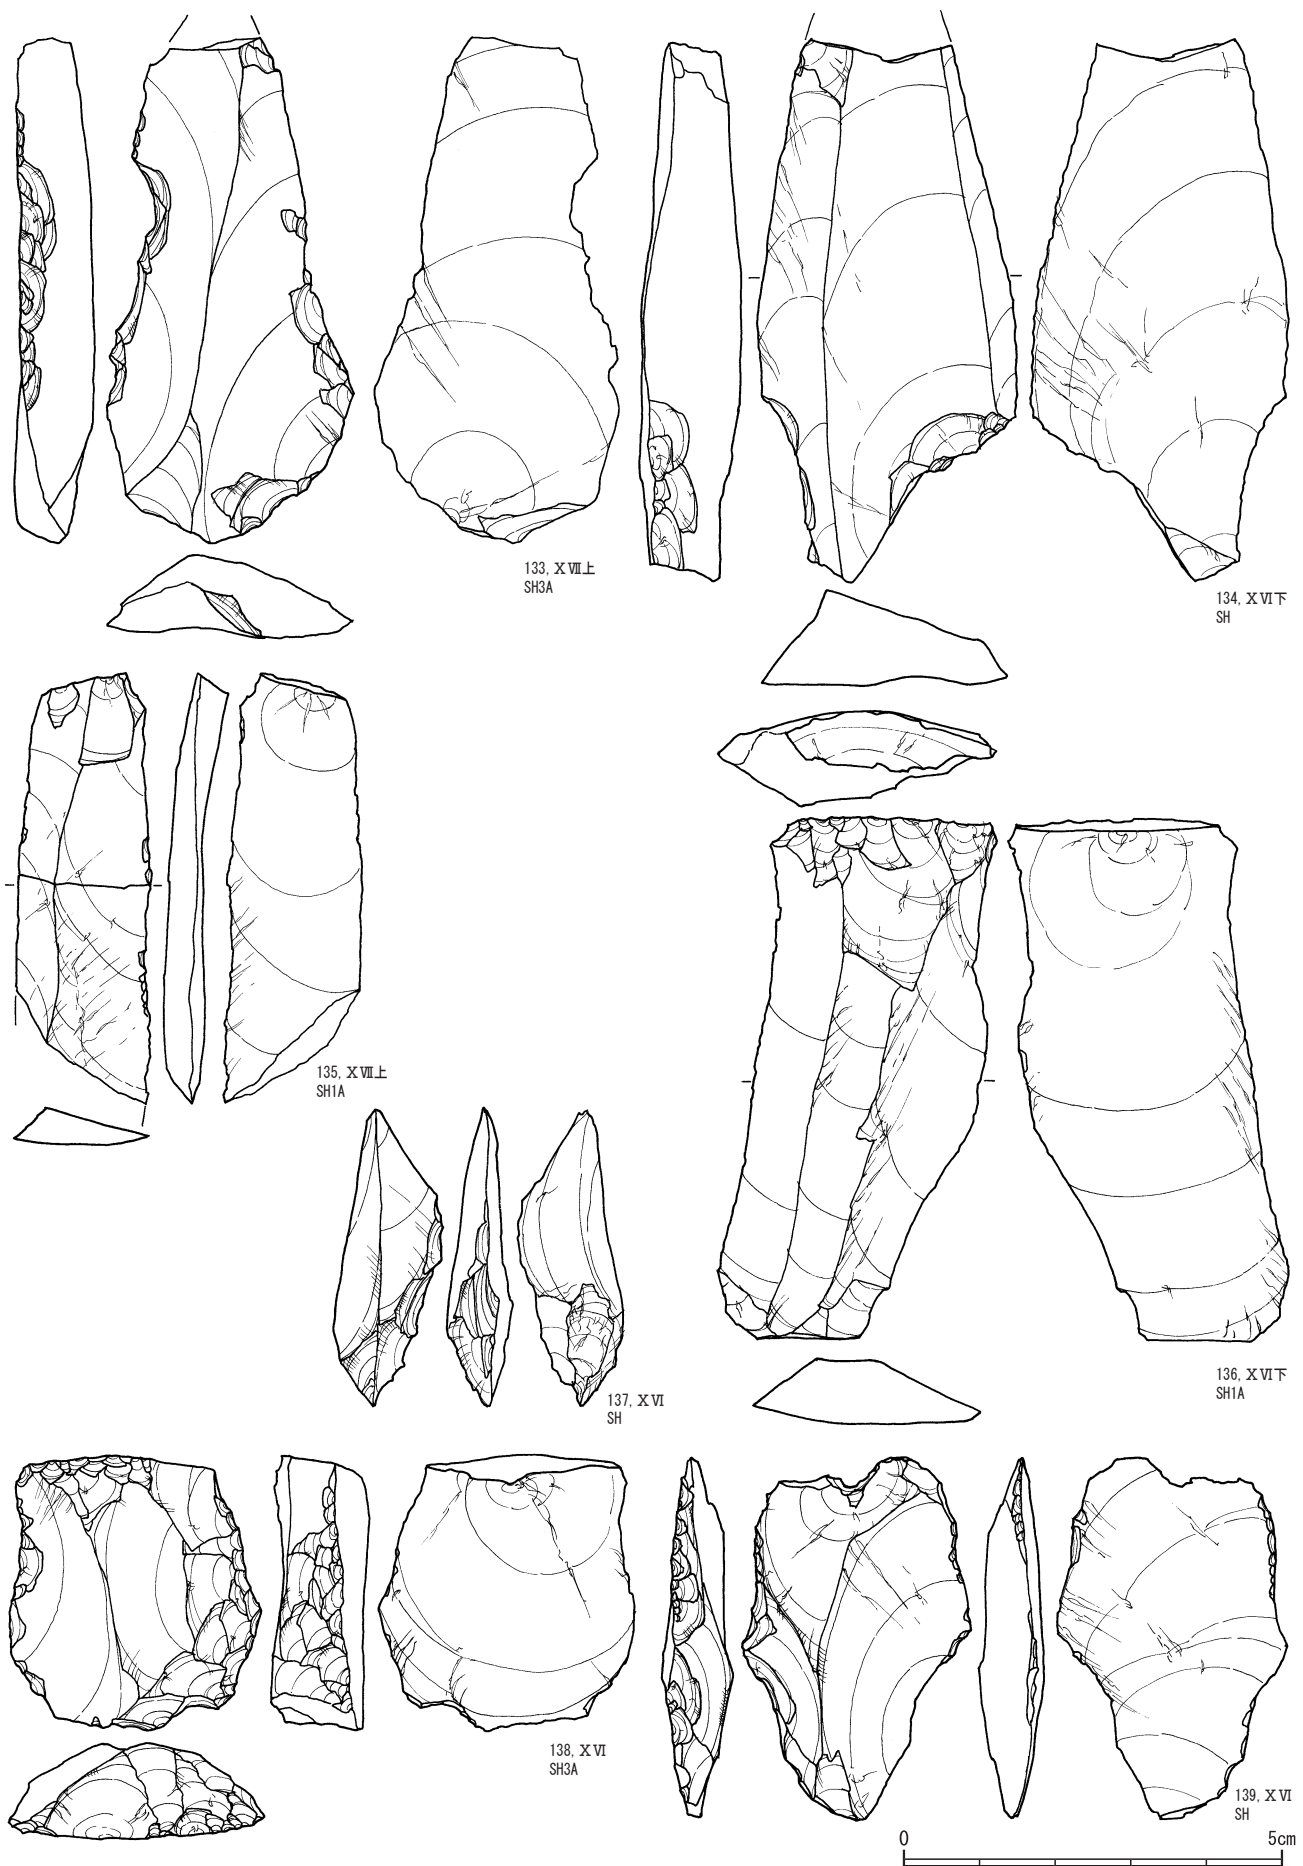 133, ⅩⅦ上
SH3A
134, ⅩⅥ下
SH
135, ⅩⅦ上
SH1A
136, ⅩⅥ下
SH1A
137, ⅩⅥ
SH
138, ⅩⅥ
SH3A
139, ⅩⅥ
SH
0 5cm